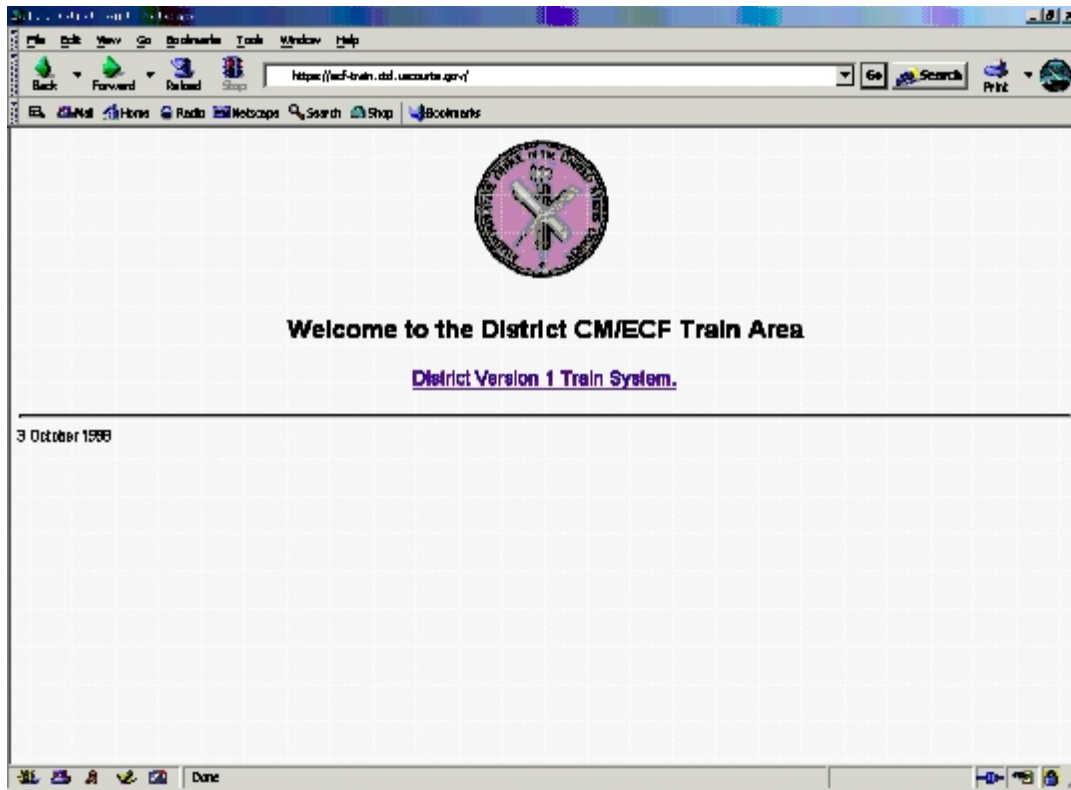 File Edit View Go Bookmarks Tools Window Help
Back Forward Reload Stop Go Search Print
Mail Home Radio Netscape Search Shop Bookmarks
Welcome to the District CM/ECF Train Area
District Version 1 Train System.
3 October 1998
Done